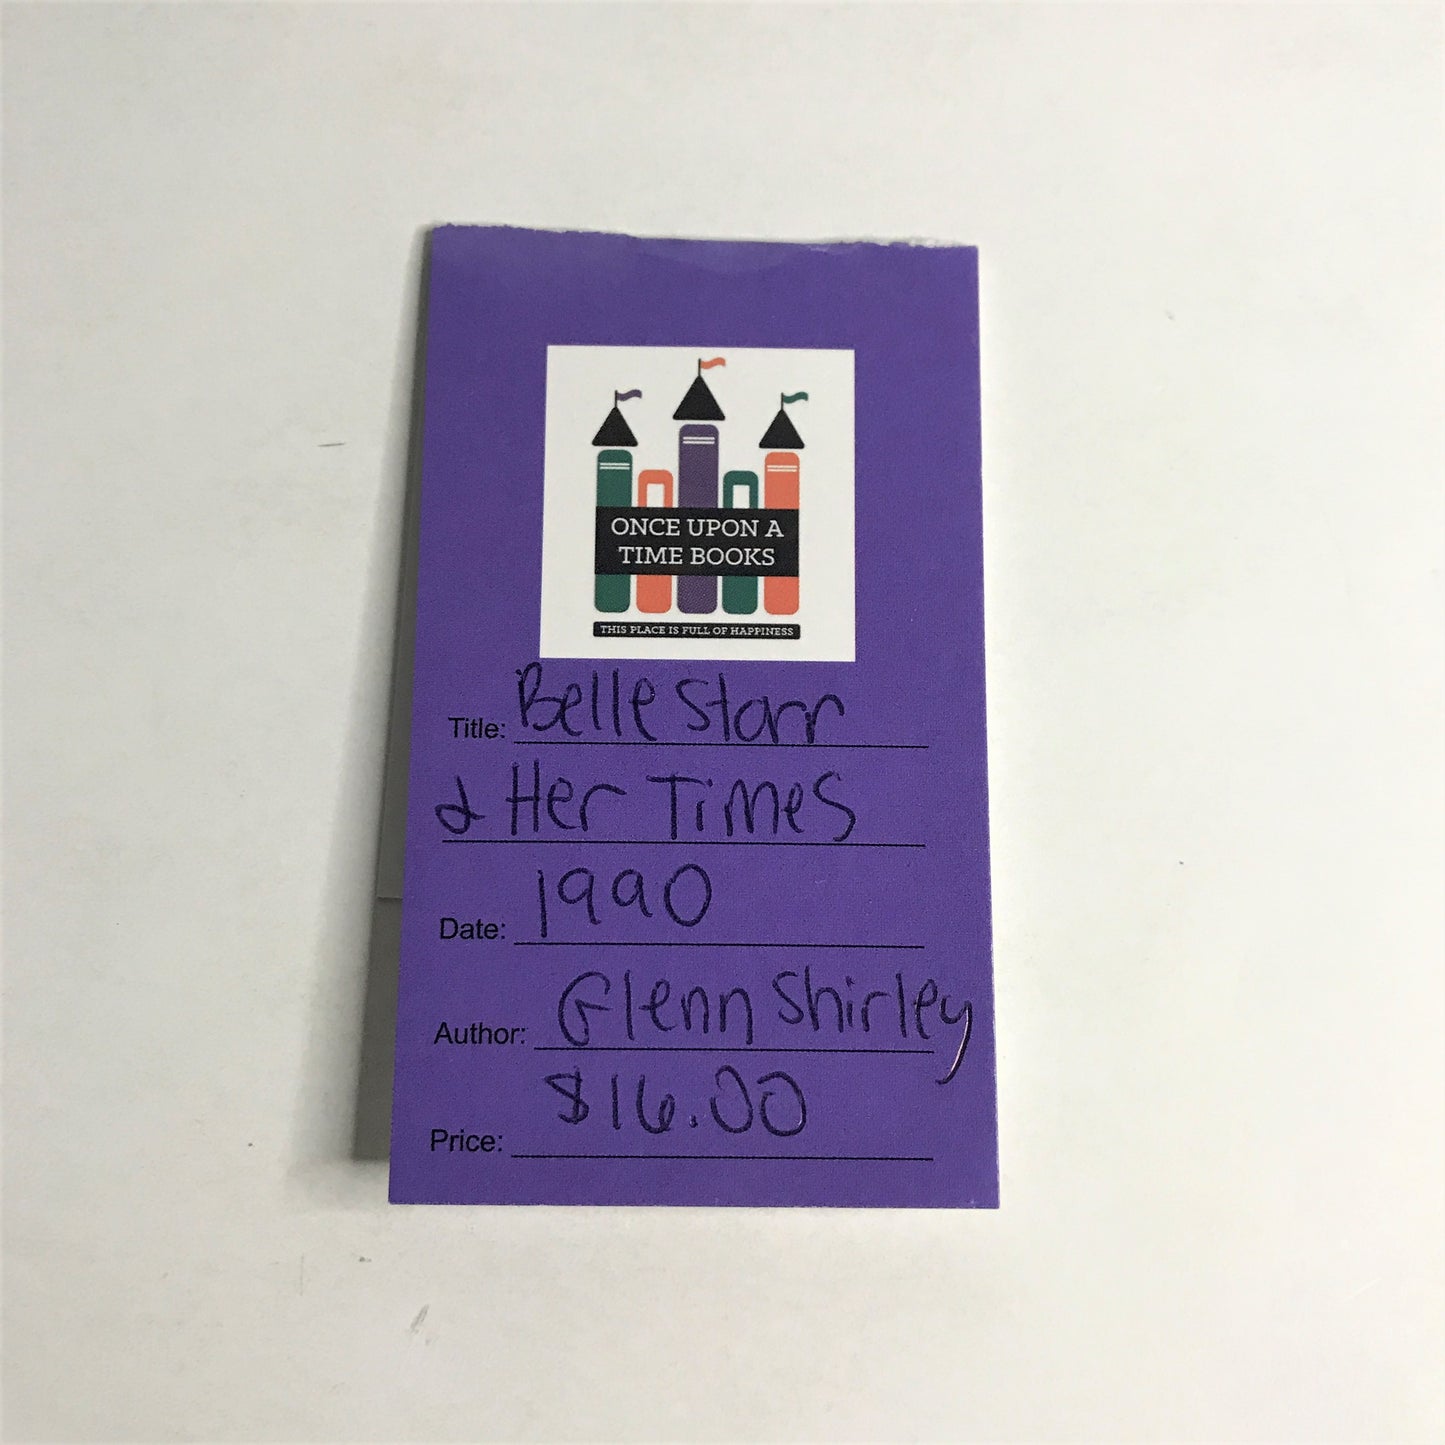 ONCE UPON A
TIME BOOKS
THIS PLACE IS FULL OF HAPPINESS
Title: Belle Starr
& Her Times
Date: 1990
Author: Glenn Shirley
Price: $16.00